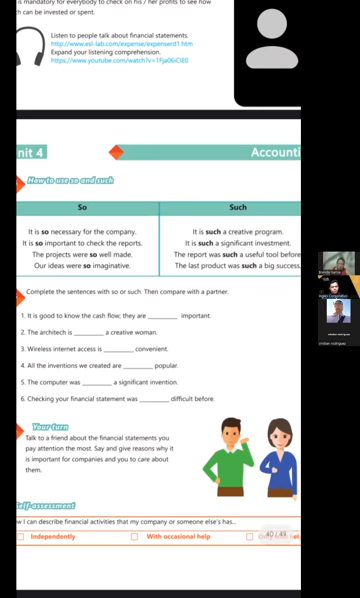 is mandatory for everybody to check on his / her profits to see how
ch can be invested or spent.
Listen to people talk about financial statements.
http://www.esl-lab.com/expense/expenserd1.htm
Expand your listening comprehension.
https://www.youtube.com/watch?v=1Fja06iClE0
nit 4
Accounti
How to use so and such
So
Such
It is so necessary for the company.
It is so important to check the reports.
The projects were so well made.
Our ideas were so imaginative.
It is such a creative program.
It is such a significant investment.
The report was such a useful tool before
The last product was such a big success
Complete the sentences with so or such. Then compare with a partner.
1. It is good to know the cash flow; they are ________ important.
2. The architech is ________ a creative woman.
3. Wireless internet access is ________ convenient.
4. All the inventions we created are ________ popular.
5. The computer was ________ a significant invention.
6. Checking your financial statement was ________ difficult before.
Your turn
Talk to a friend about the financial statements you
pay attention the most. Say and give reasons why it
is important for companies and you to care about
them.
Self-assessment
w I can describe financial activities that my company or someone else's has...
Independently
With occasional help
40 / 49